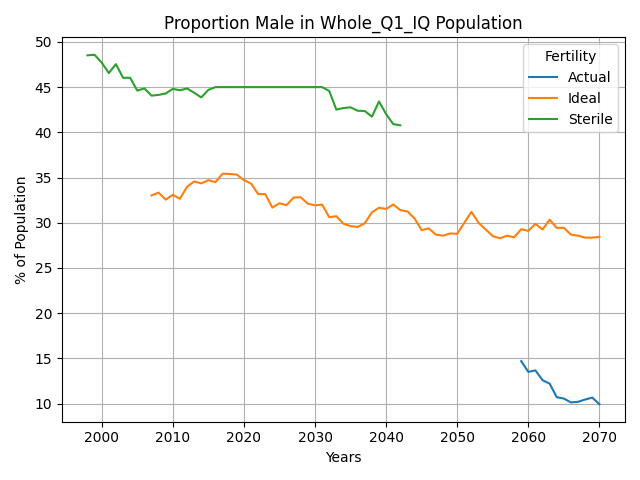 Proportion Male in Whole_Q1_IQ Population
% of Population
50
45
40
35
30
25
20
15
10
Fertility
Actual
Ideal
Sterile
2000 2010 2020 2030 2040 2050 2060 2070
Years